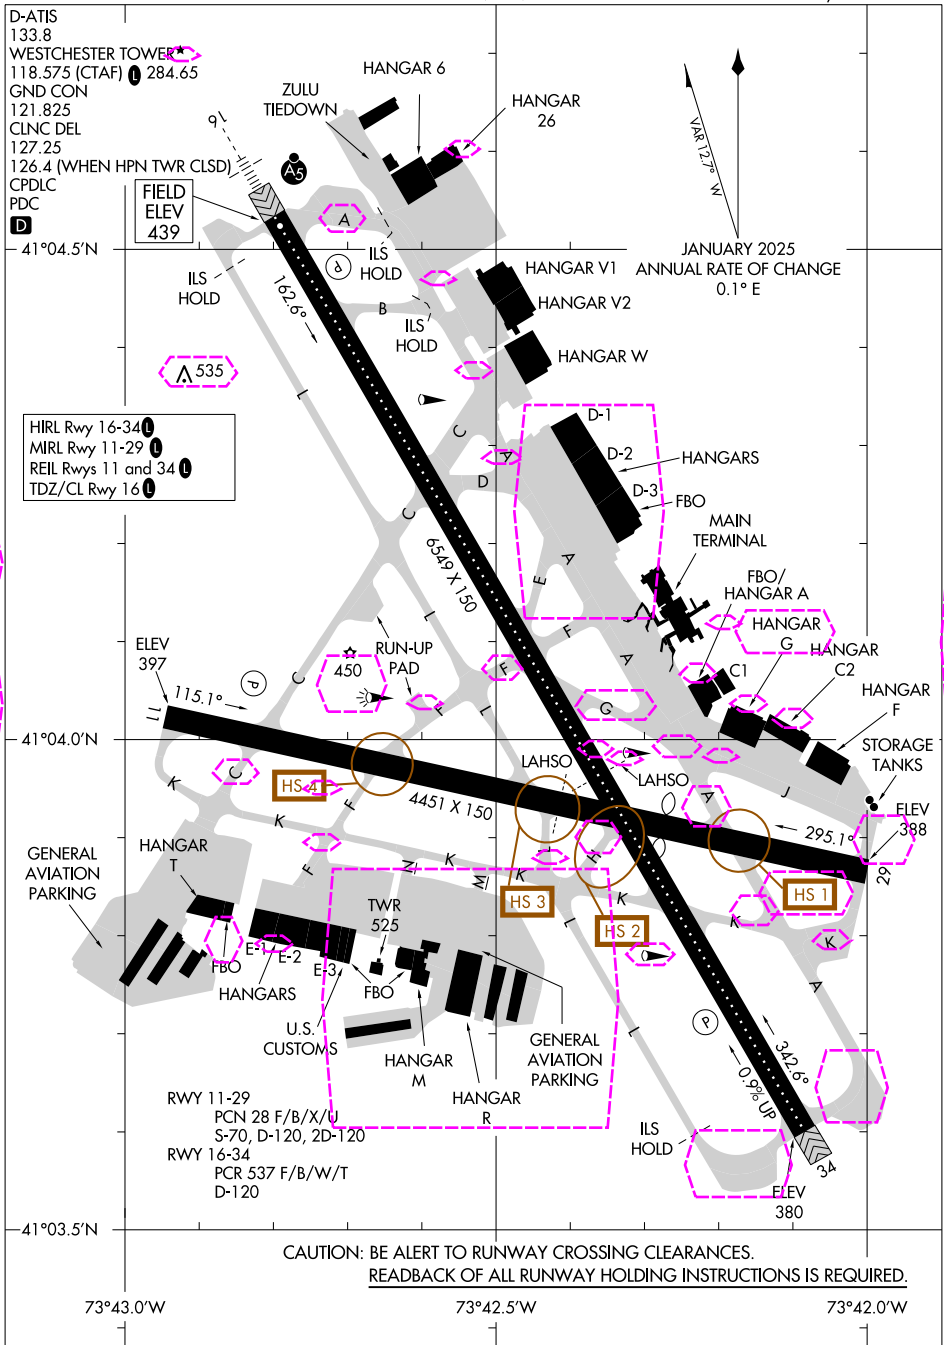 D-ATIS
133.8
WESTCHESTER TOWER★
118.575 (CTAF) L 284.65
GND CON
121.825
CLNC DEL
127.25
126.4 (WHEN HPN TWR CLSD)
CPDLC
PDC
D
FIELD
ELEV
439
16
A5
ZULU
TIEDOWN
HANGAR 6
HANGAR
26
VAR 12.7° W
JANUARY 2025
ANNUAL RATE OF CHANGE
0.1° E
41°04.5'N
A
P
ILS
HOLD
ILS
HOLD
162.6°
B
ILS
HOLD
HANGAR V1
HANGAR V2
HANGAR W
535
L
HIRL Rwy 16-34 L
MIRL Rwy 11-29 L
REIL Rwys 11 and 34 L
TDZ/CL Rwy 16 L
C
A
D
C
D-1
D-2
D-3
HANGARS
FBO
MAIN
TERMINAL
6549 X 150
E
A
F
G
A
L
FBO/
HANGAR A
HANGAR
G
C1
HANGAR
C2
HANGAR
F
STORAGE
TANKS
ELEV
397
115.1°
P
C
450
RUN-UP
PAD
F
F
L
G
11
41°04.0'N
K
C
HS 4
F
4451 X 150
LAHSO
LAHSO
A
J
295.1°
ELEV
388
29
K
K
F
N
M
L
K
H
K
HS 3
HS 2
HS 1
K
K
A
GENERAL
AVIATION
PARKING
HANGAR
T
FBO
E-1
E-2
E-3
HANGARS
TWR
525
FBO
U.S.
CUSTOMS
HANGAR
M
HANGAR
R
GENERAL
AVIATION
PARKING
L
P
342.6°
0.9% UP
ILS
HOLD
34
ELEV
380
RWY 11-29
PCN 28 F/B/X/U
S-70, D-120, 2D-120
RWY 16-34
PCR 537 F/B/W/T
D-120
41°03.5'N
CAUTION: BE ALERT TO RUNWAY CROSSING CLEARANCES.
READBACK OF ALL RUNWAY HOLDING INSTRUCTIONS IS REQUIRED.
73°43.0'W
73°42.5'W
73°42.0'W